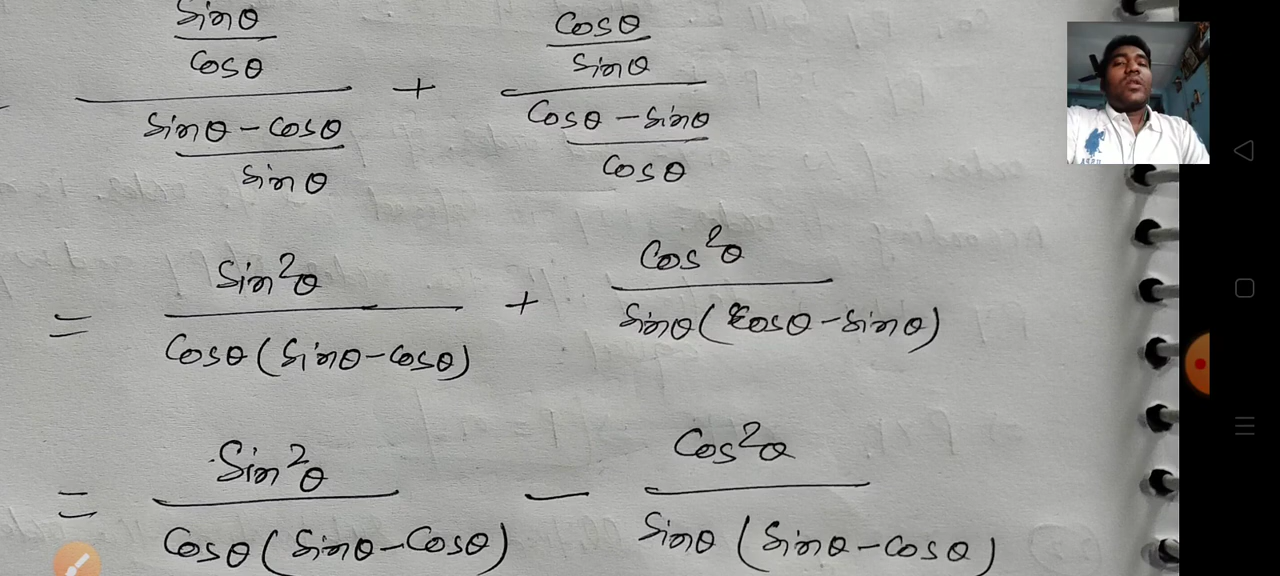 sinθ / cosθ / (sinθ - cosθ) / sinθ + cosθ / sinθ / (cosθ - sinθ) / cosθ
= sin²θ / cosθ (sinθ - cosθ) + cos²θ / sinθ (cosθ - sinθ)
= sin²θ / cosθ (sinθ - cosθ) - cos²θ / sinθ (sinθ - cosθ)